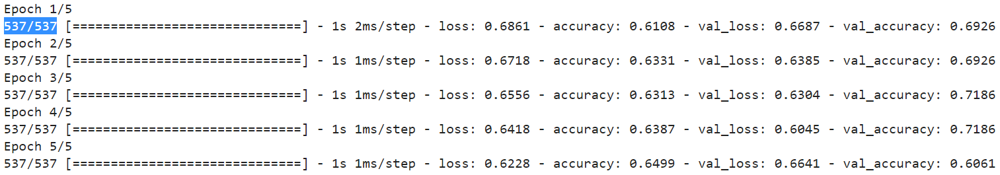 Epoch 1/5
537/537 [==============================] - 1s 2ms/step - loss: 0.6861 - accuracy: 0.6108 - val_loss: 0.6687 - val_accuracy: 0.6926
Epoch 2/5
537/537 [==============================] - 1s 1ms/step - loss: 0.6718 - accuracy: 0.6331 - val_loss: 0.6385 - val_accuracy: 0.6926
Epoch 3/5
537/537 [==============================] - 1s 1ms/step - loss: 0.6556 - accuracy: 0.6313 - val_loss: 0.6304 - val_accuracy: 0.7186
Epoch 4/5
537/537 [==============================] - 1s 1ms/step - loss: 0.6418 - accuracy: 0.6387 - val_loss: 0.6045 - val_accuracy: 0.7186
Epoch 5/5
537/537 [==============================] - 1s 1ms/step - loss: 0.6228 - accuracy: 0.6499 - val_loss: 0.6641 - val_accuracy: 0.6061